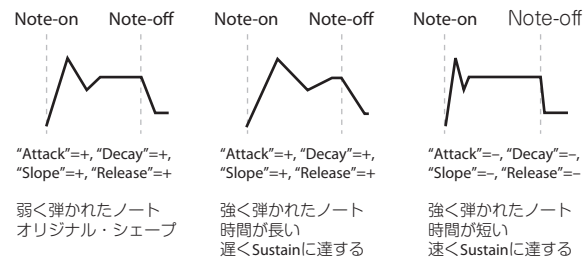 Note-on Note-off
"Attack"=+, "Decay"=+,
"Slope"=+, "Release"=+
弱く弾かれたノート
オリジナル・シェープ
Note-on Note-off
"Attack"=+, "Decay"=+,
"Slope"=+, "Release"=+
強く弾かれたノート
時間が長い
遅くSustainに達する
Note-on Note-off
"Attack"=–, "Decay"=–,
"Slope"=–, "Release"=–
強く弾かれたノート
時間が短い
速くSustainに達する